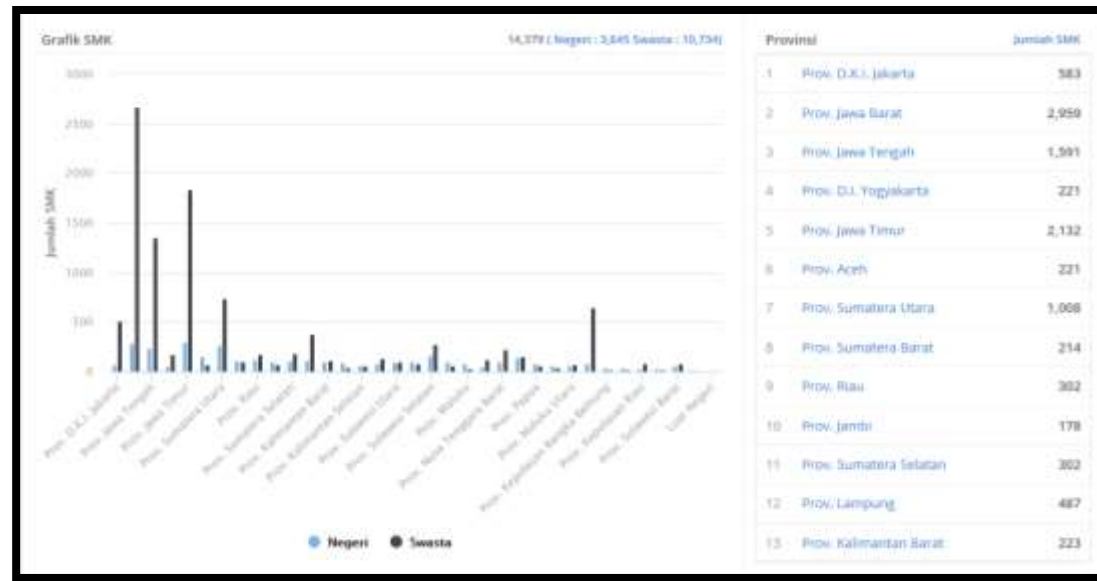 Grafik SMK
14,379 ( Negeri : 3,645 Swasta : 10,734)
3000
2500
2000
1500
1000
500
0
Jumlah SMK
Prov. D.K.I. Jakarta
Prov. Jawa Tengah
Prov. Jawa Timur
Prov. Sumatera Utara
Prov. Riau
Prov. Sumatera Selatan
Prov. Kalimantan Barat
Prov. Kalimantan Selatan
Prov. Sulawesi Utara
Prov. Sulawesi Selatan
Prov. Maluku
Prov. Nusa Tenggara Barat
Prov. Papua
Prov. Maluku Utara
Prov. Kepulauan Bangka Belitung
Prov. Kepulauan Riau
Prov. Sulawesi Barat
Luar Negeri
Negeri Swasta
Provinsi Jumlah SMK
1 Prov. D.K.I. Jakarta 583
2 Prov. Jawa Barat 2,950
3 Prov. Jawa Tengah 1,591
4 Prov. D.I. Yogyakarta 221
5 Prov. Jawa Timur 2,132
6 Prov. Aceh 221
7 Prov. Sumatera Utara 1,008
8 Prov. Sumatera Barat 214
9 Prov. Riau 302
10 Prov. Jambi 178
11 Prov. Sumatera Selatan 302
12 Prov. Lampung 487
13 Prov. Kalimantan Barat 223